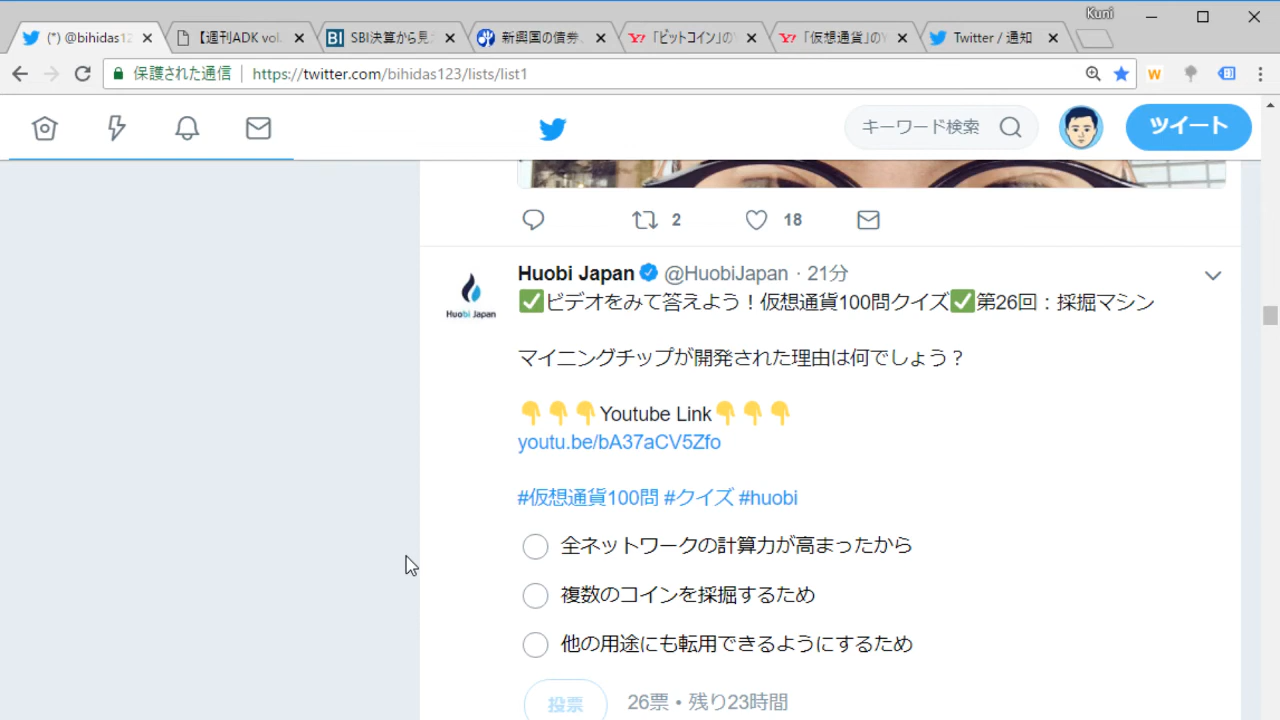 Kuni
(*) @bihidas12
【週刊ADK vol.
BI SBI決算から見
新興国の債券、
「ビットコイン」の
「仮想通貨」の
Twitter / 通知
保護された通信
https://twitter.com/bihidas123/lists/list1
キーワード検索
ツイート
2
18
Huobi Japan @HuobiJapan · 21分
Huobi Japan
✅ビデオをみて答えよう！仮想通貨100問クイズ✅第26回：採掘マシン
マイニングチップが開発された理由は何でしょう？
👇👇👇Youtube Link👇👇👇
youtu.be/bA37aCV5Zfo
#仮想通貨100問 #クイズ #huobi
全ネットワークの計算力が高まったから
複数のコインを採掘するため
他の用途にも転用できるようにするため
投票
26票・残り23時間